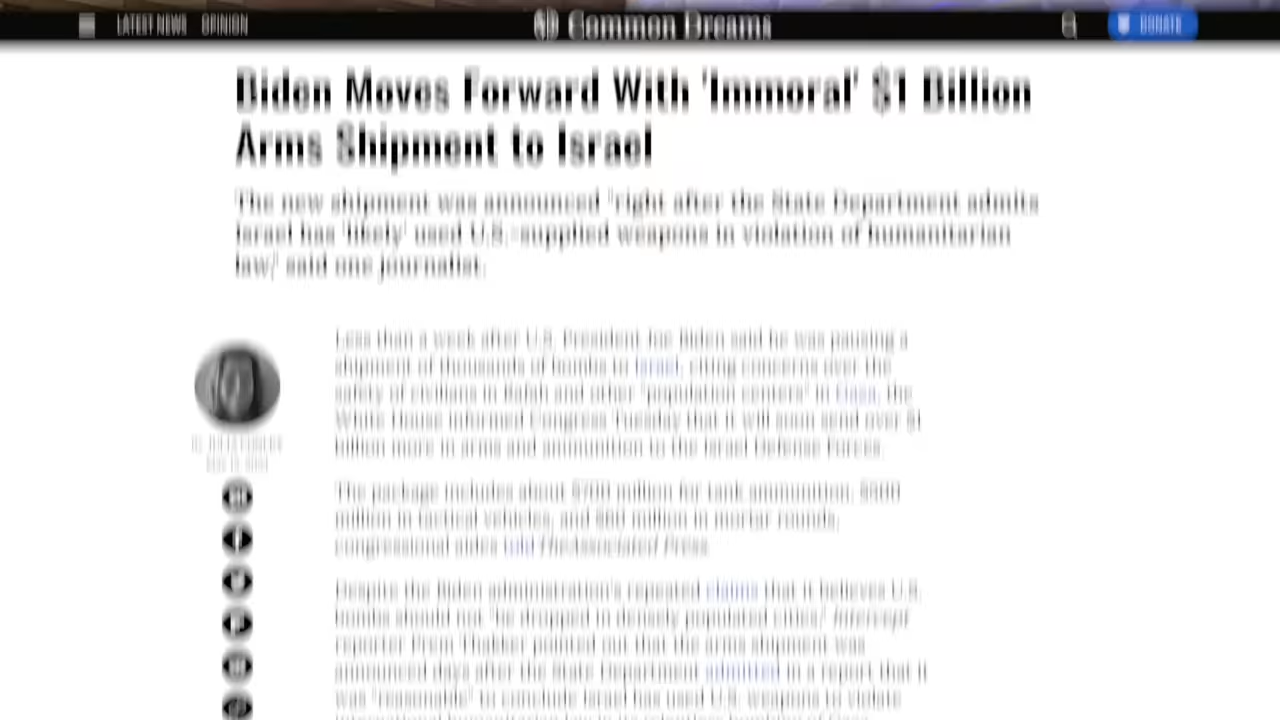 LATEST NEWS OPINION Common Dreams DONATE
Biden Moves Forward With 'Immoral' $1 Billion
Arms Shipment to Israel
The new shipment was announced "right after the State Department admits
Israel has 'likely' used U.S.-supplied weapons in violation of humanitarian
law," said one journalist.
Less than a week after U.S. President Joe Biden said he was pausing a
shipment of thousands of bombs to Israel, citing concerns over the
safety of civilians in Rafah and other "population centers" in Gaza, the
White House informed Congress Tuesday that it will soon send over $1
billion more in arms and ammunition to the Israel Defense Forces.
The package includes about $700 million for tank ammunition, $500
million in tactical vehicles, and $60 million in mortar rounds,
congressional aides told The Associated Press.
Despite the Biden administration's repeated claims that it believes U.S.
bombs should not "be dropped in densely populated cities," Intercept
reporter Prem Thakker pointed out that the arms shipment was
announced days after the State Department admitted in a report that it
was "reasonable" to conclude Israel has used U.S. weapons to violate